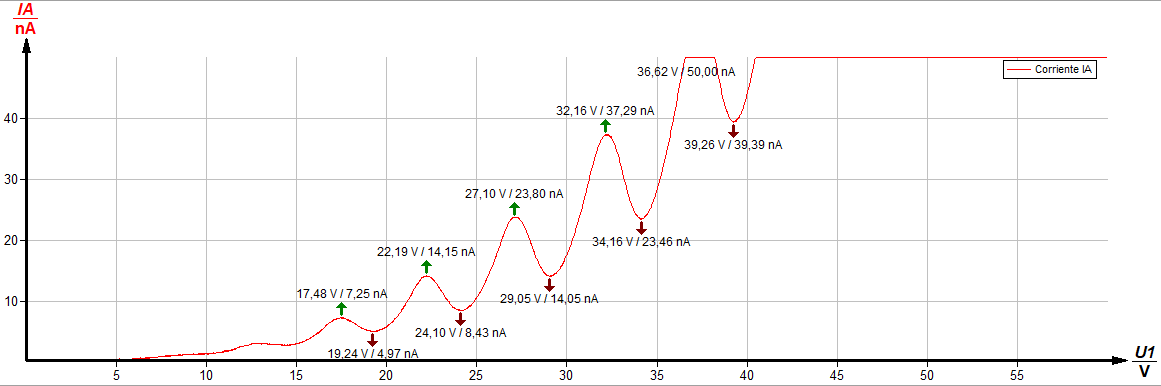 IA
nA
36,62 V / 50,00 nA
Corriente IA
32,16 V / 37,29 nA
40
39,26 V / 39,39 nA
30
27,10 V / 23,80 nA
34,16 V / 23,46 nA
20
22,19 V / 14,15 nA
17,48 V / 7,25 nA
29,05 V / 14,05 nA
10
24,10 V / 8,43 nA
19,24 V / 4,97 nA
U1
V
5 10 15 20 25 30 35 40 45 50 55